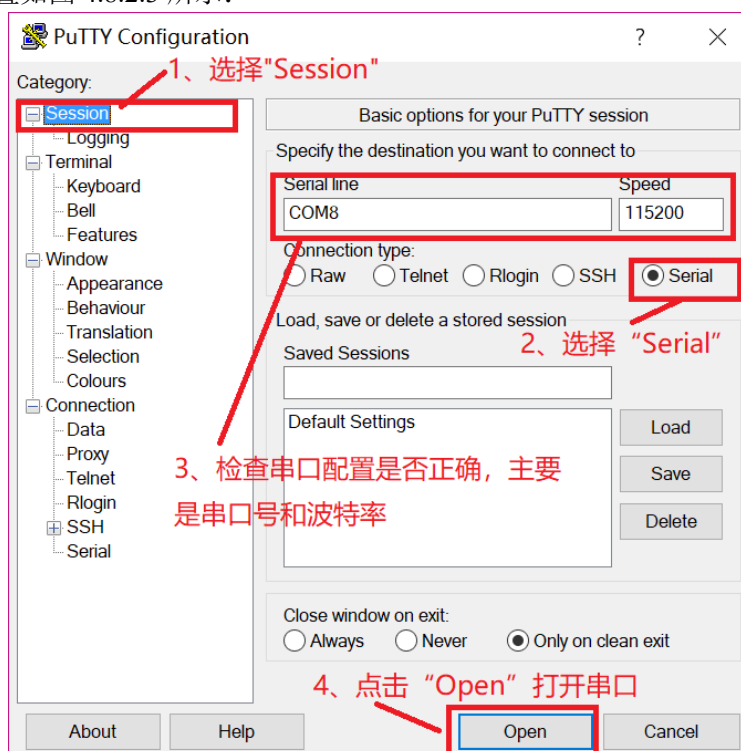 PuTTY Configuration
? ×
1、选择"Session"
Category:
Session
Logging
Terminal
Keyboard
Bell
Features
Window
Appearance
Behaviour
Translation
Selection
Colours
Connection
Data
Proxy
Telnet
Rlogin
SSH
Serial
Basic options for your PuTTY session
Specify the destination you want to connect to
Serial line Speed
COM8 115200
Connection type:
Raw Telnet Rlogin SSH Serial
Load, save or delete a stored session
2、选择“Serial”
Saved Sessions
Default Settings
Load
Save
Delete
3、检查串口配置是否正确，主要
是串口号和波特率
Close window on exit:
Always Never Only on clean exit
4、点击“Open”打开串口
About Help Open Cancel